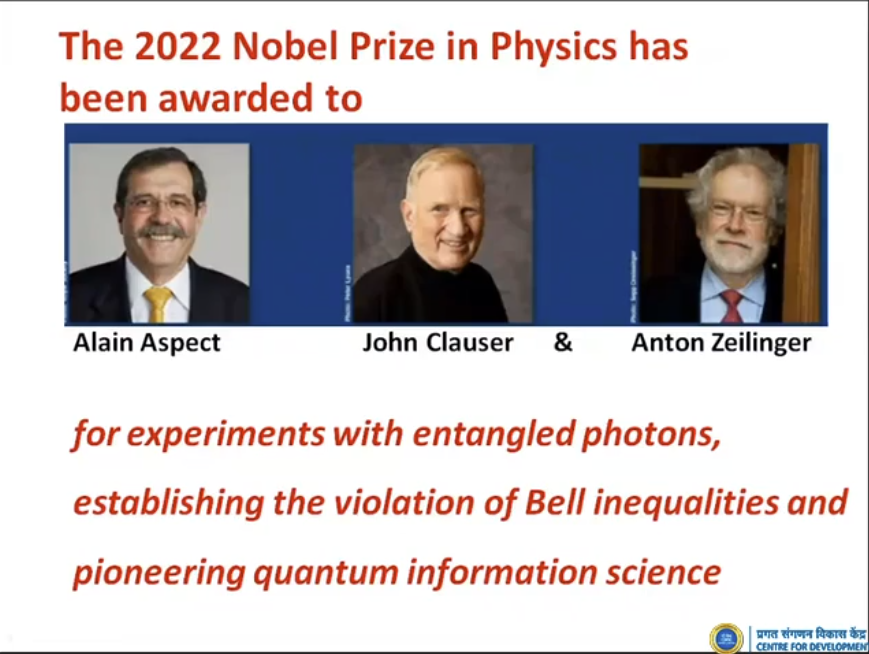 The 2022 Nobel Prize in Physics has
been awarded to
Alain Aspect John Clauser & Anton Zeilinger
for experiments with entangled photons,
establishing the violation of Bell inequalities and
pioneering quantum information science
प्रगत संगणन विकास केंद्र
CENTRE FOR DEVELOPMENT